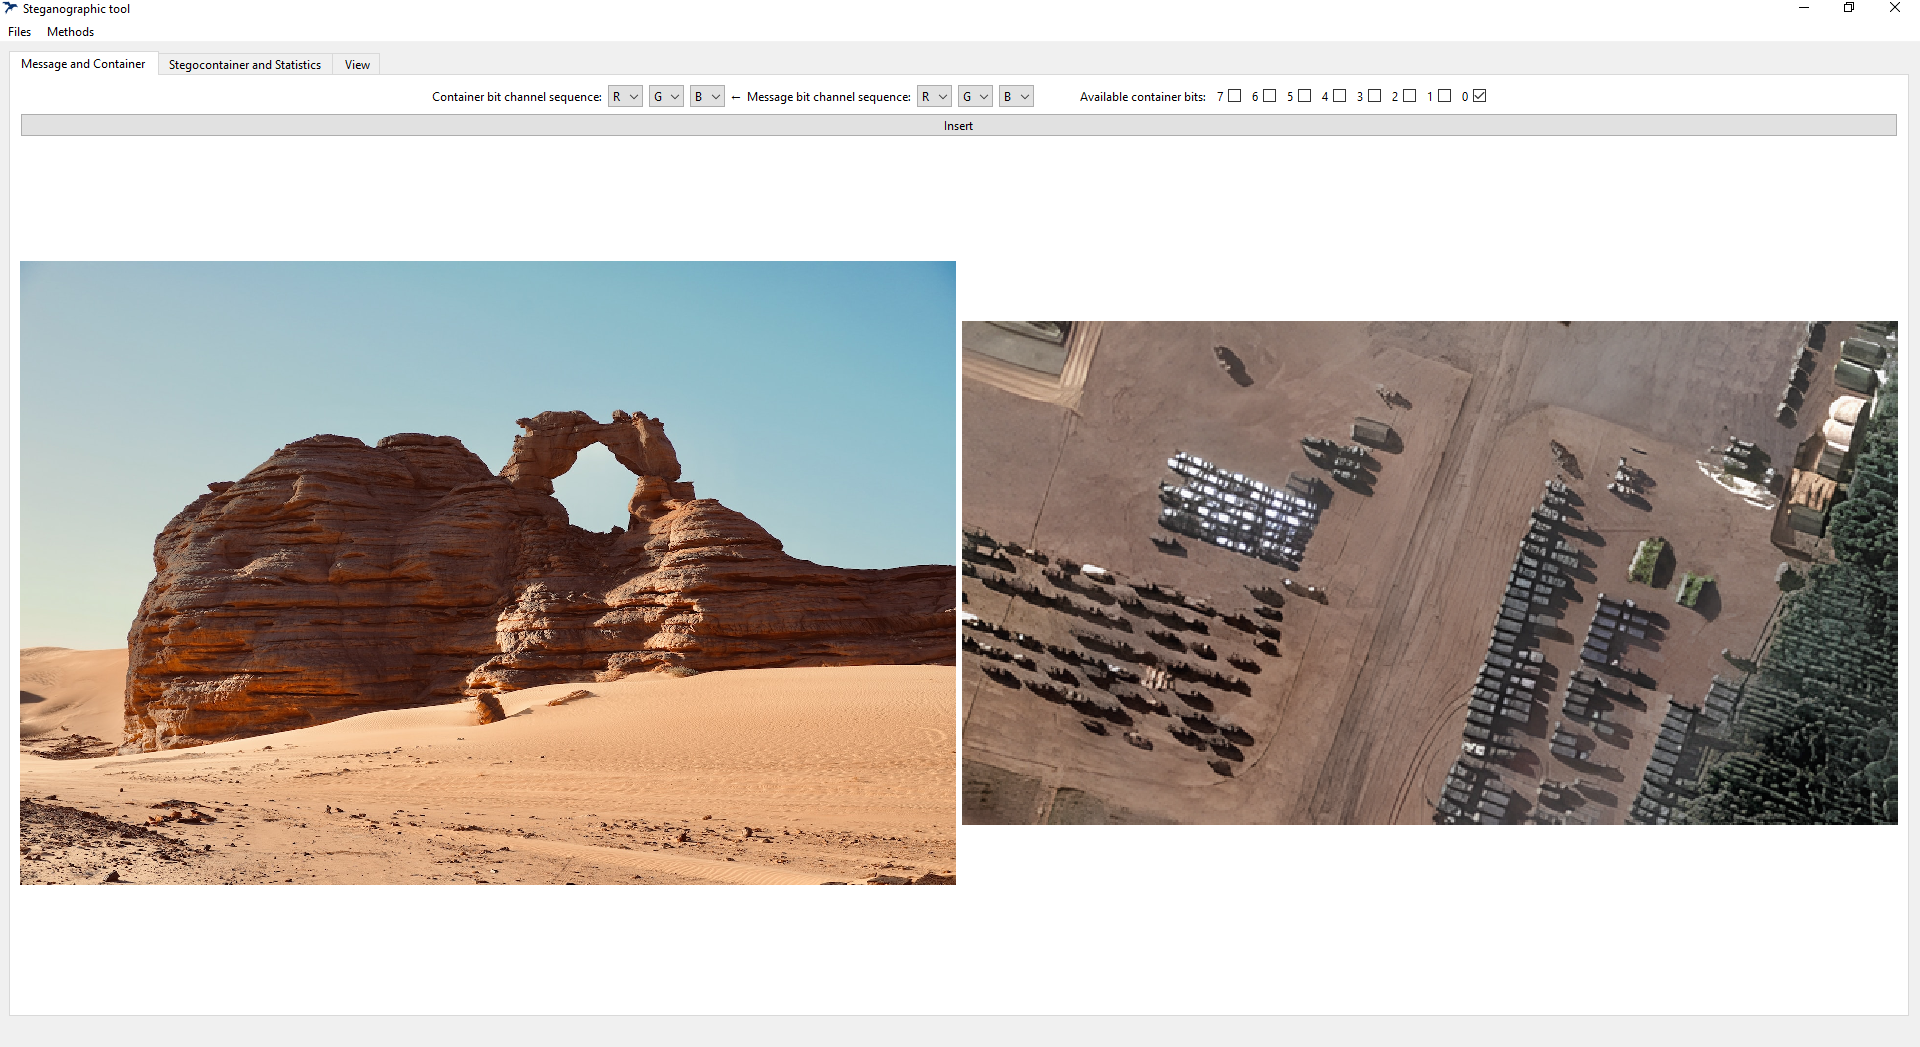 Steganographic tool
Files Methods
Message and Container Stegocontainer and Statistics View
Container bit channel sequence: R G B ← Message bit channel sequence: R G B Available container bits: 7 6 5 4 3 2 1 0
Insert